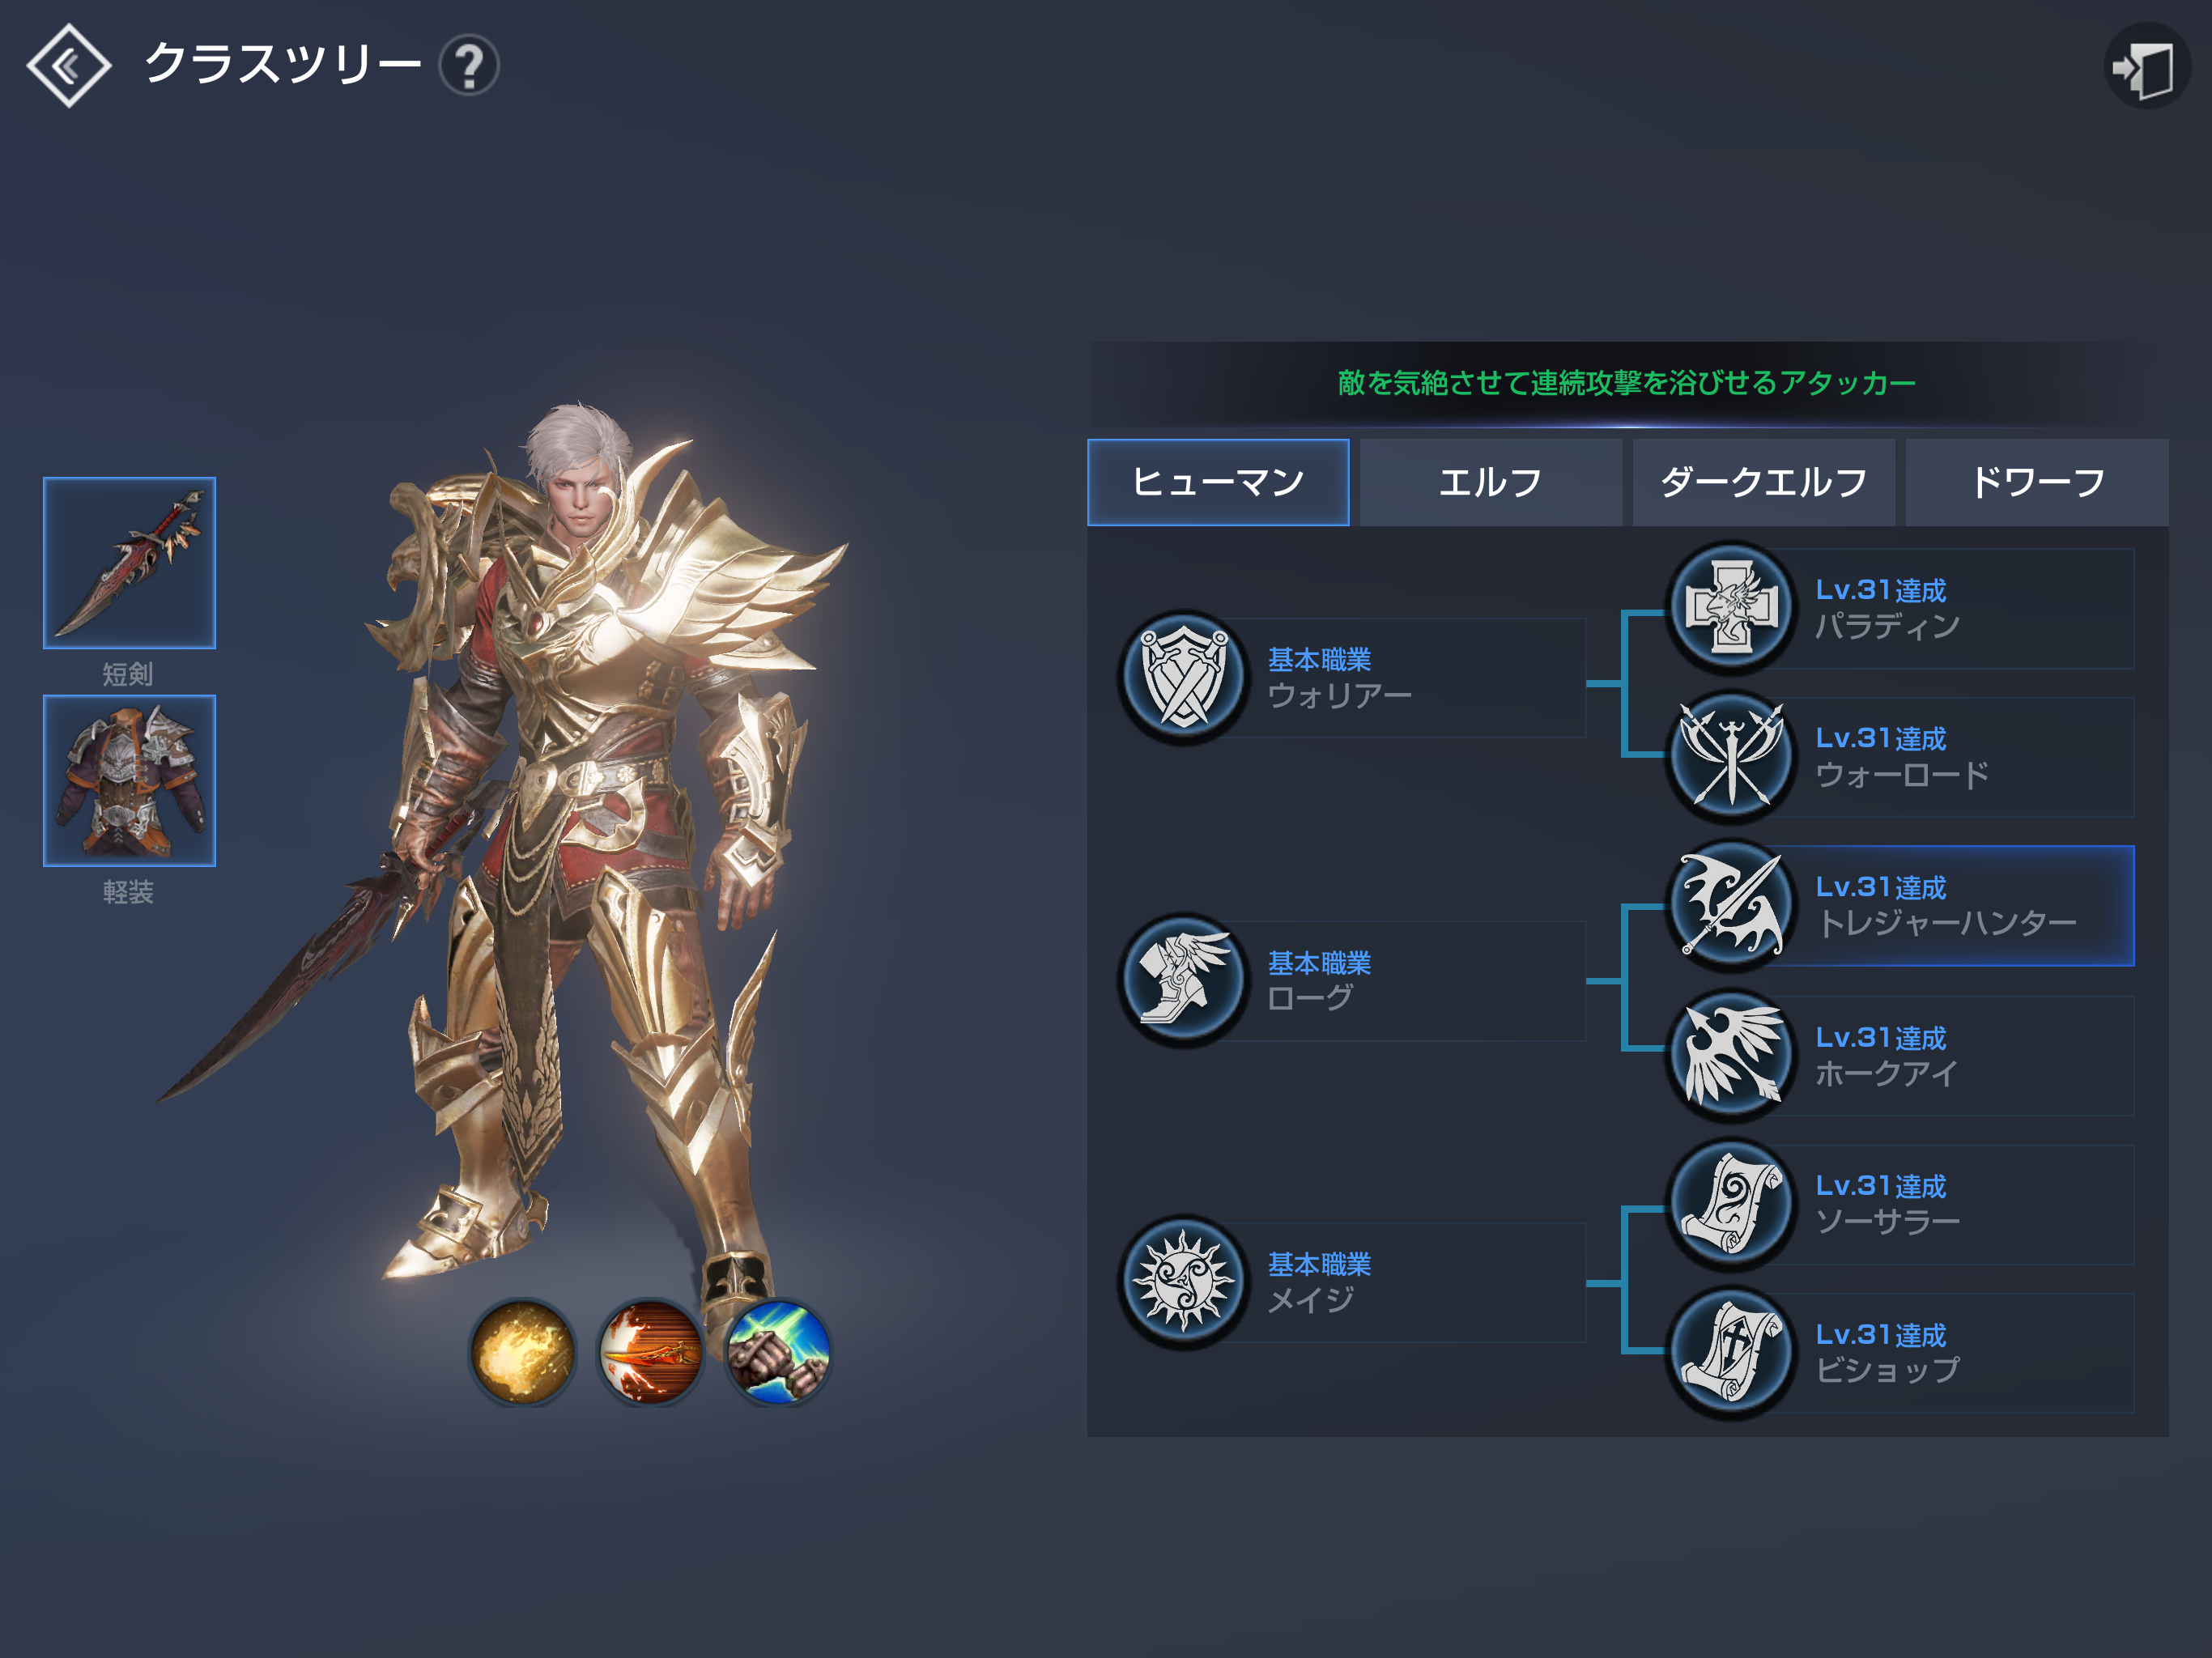 クラスツリー ?
短剣
軽装
敵を気絶させて連続攻撃を浴びせるアタッカー
ヒューマン エルフ ダークエルフ ドワーフ
基本職業
ウォリアー
Lv.31達成
パラディン
Lv.31達成
ウォーロード
基本職業
ローグ
Lv.31達成
トレジャーハンター
Lv.31達成
ホークアイ
基本職業
メイジ
Lv.31達成
ソーサラー
Lv.31達成
ビショップ